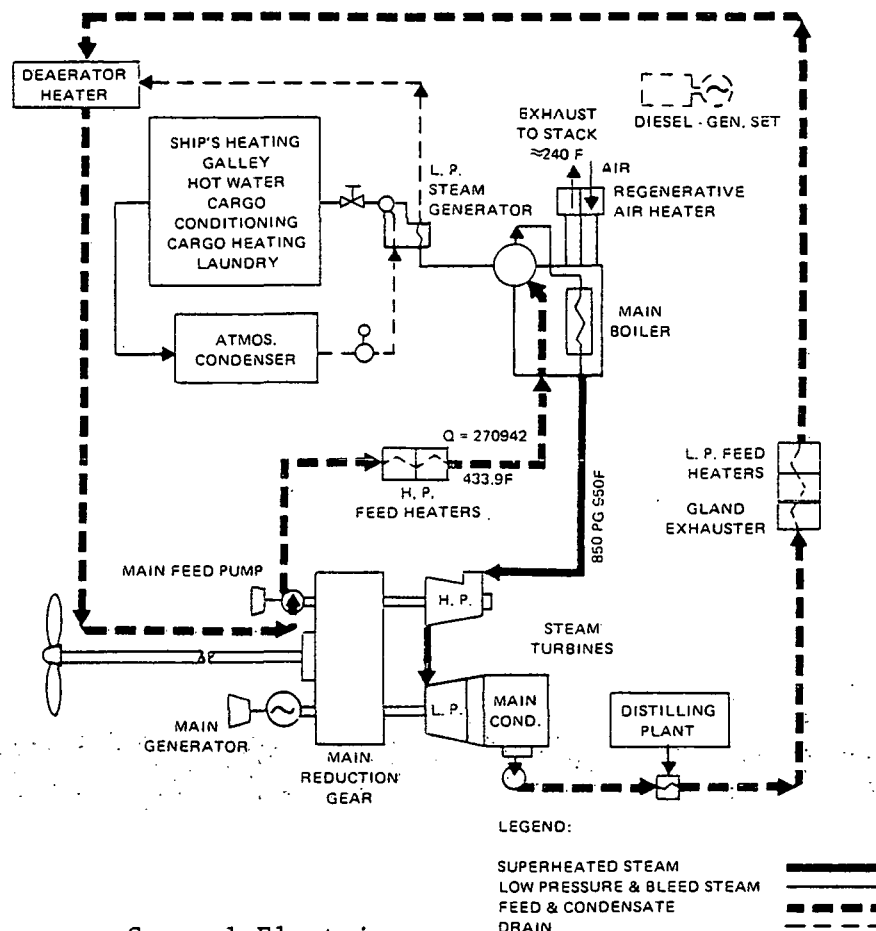 DEAERATOR
HEATER
SHIP'S HEATING
GALLEY
HOT WATER
CARGO
CONDITIONING
CARGO HEATING
LAUNDRY
ATMOS.
CONDENSER
L. P.
STEAM
GENERATOR
EXHAUST
TO STACK
≈240 F
AIR
REGENERATIVE
AIR HEATER
DIESEL - GEN. SET
MAIN
BOILER
Q = 270942
433.9F
H. P.
FEED HEATERS
850 PG 950F
L. P. FEED
HEATERS
GLAND
EXHAUSTER
MAIN FEED PUMP
H. P.
STEAM
TURBINES
L. P.
MAIN
COND.
DISTILLING
PLANT
MAIN
GENERATOR
MAIN
REDUCTION
GEAR
LEGEND:
SUPERHEATED STEAM
LOW PRESSURE & BLEED STEAM
FEED & CONDENSATE
DRAIN